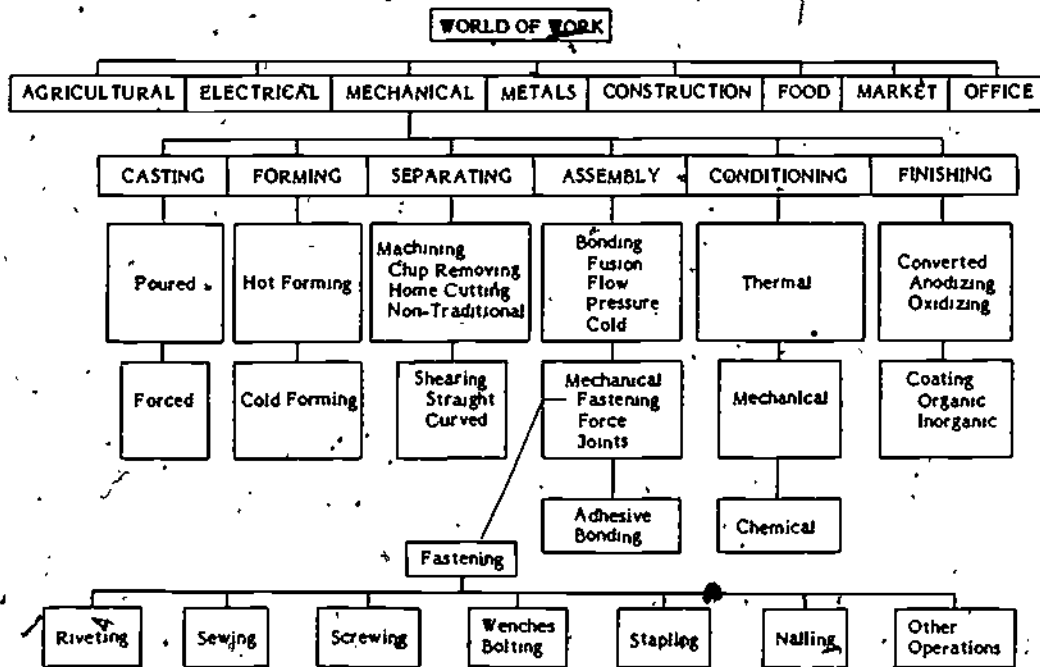 WORLD OF WORK
AGRICULTURAL ELECTRICAL MECHANICAL METALS CONSTRUCTION FOOD MARKET OFFICE
CASTING FORMING SEPARATING ASSEMBLY CONDITIONING FINISHING
Poured
Hot Forming
Machining
Chip Removing
Home Cutting
Non-Traditional
Bonding
Fusion
Flow
Pressure
Cold
Thermal
Converted
Anodizing
Oxidizing
Forced
Cold Forming
Shearing
Straight
Curved
Mechanical
Fastening
Force
Joints
Mechanical
Coating
Organic
Inorganic
Adhesive
Bonding
Chemical
Fastening
Riveting
Sewing
Screwing
Wenches
Bolting
Stapling
Nailing
Other
Operations